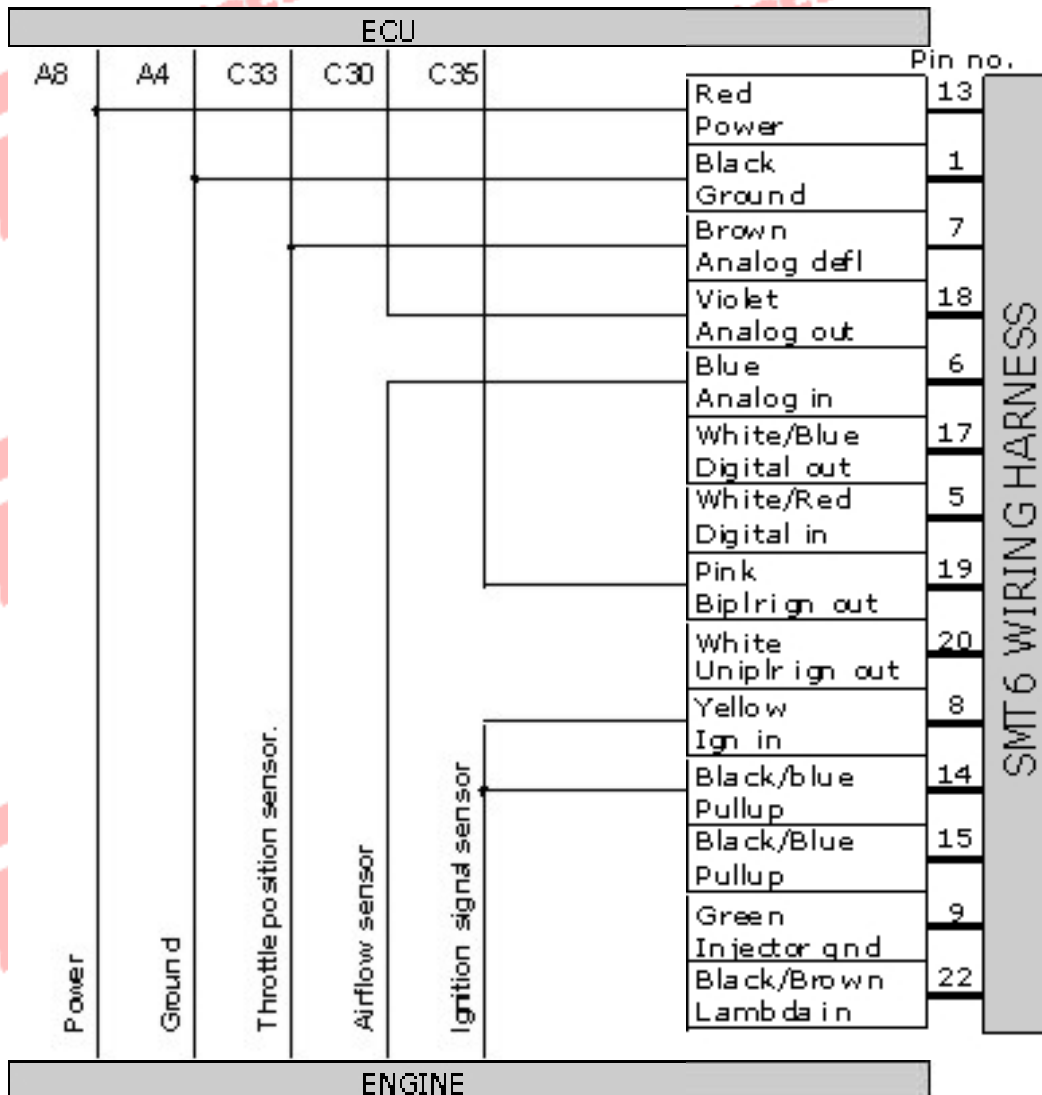 ECU
Pin no.
A8 A4 C33 C30 C35
Red 13
Power
Black 1
Ground
Brown 7
Analog defl
Violet 18
Analog out
Blue 6
Analog in
White/Blue 17
Digital out
White/Red 5
Digital in
Pink 19
Biplrign out
White 20
Uniplr ign out
Yellow 8
Ign in
Black/blue 14
Pullup
Black/Blue 15
Pullup
Green 9
Injector gnd
Black/Brown 22
Lambda in
Power
Ground
Throttle position sensor.
Airflow sensor
Ignition signal sensor
SMT6 WIRING HARNESS
ENGINE